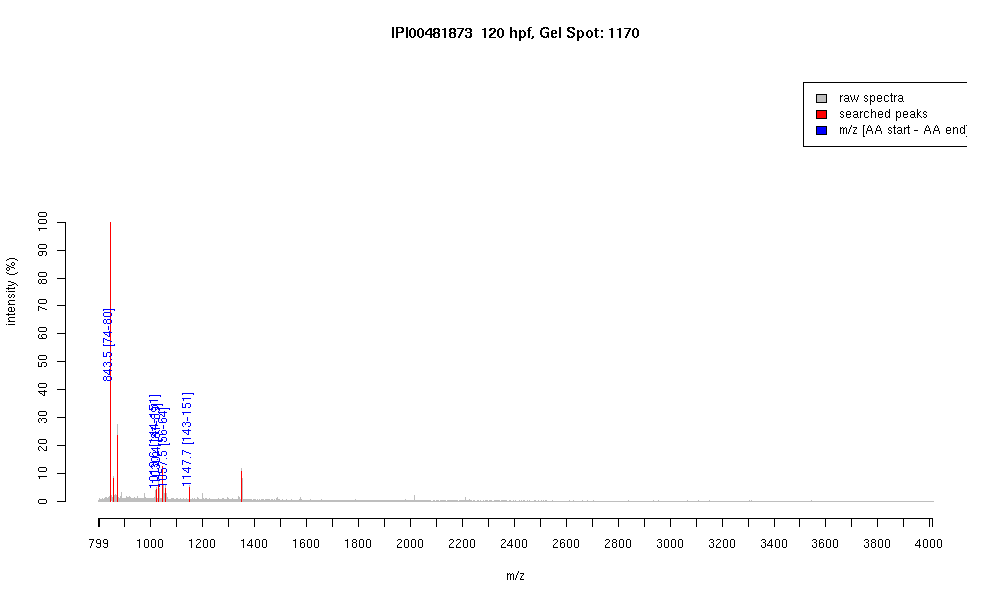 IPI00481873 120 hpf, Gel Spot: 1170
raw spectra
searched peaks
m/z [AA start - AA end]
intensity (%)
100
90
80
70
60
50
40
30
20
10
0
843.5 [74-80]
1147.7 [143-151]
799 1000 1200 1400 1600 1800 2000 2200 2400 2600 2800 3000 3200 3400 3600 3800 4000
m/z